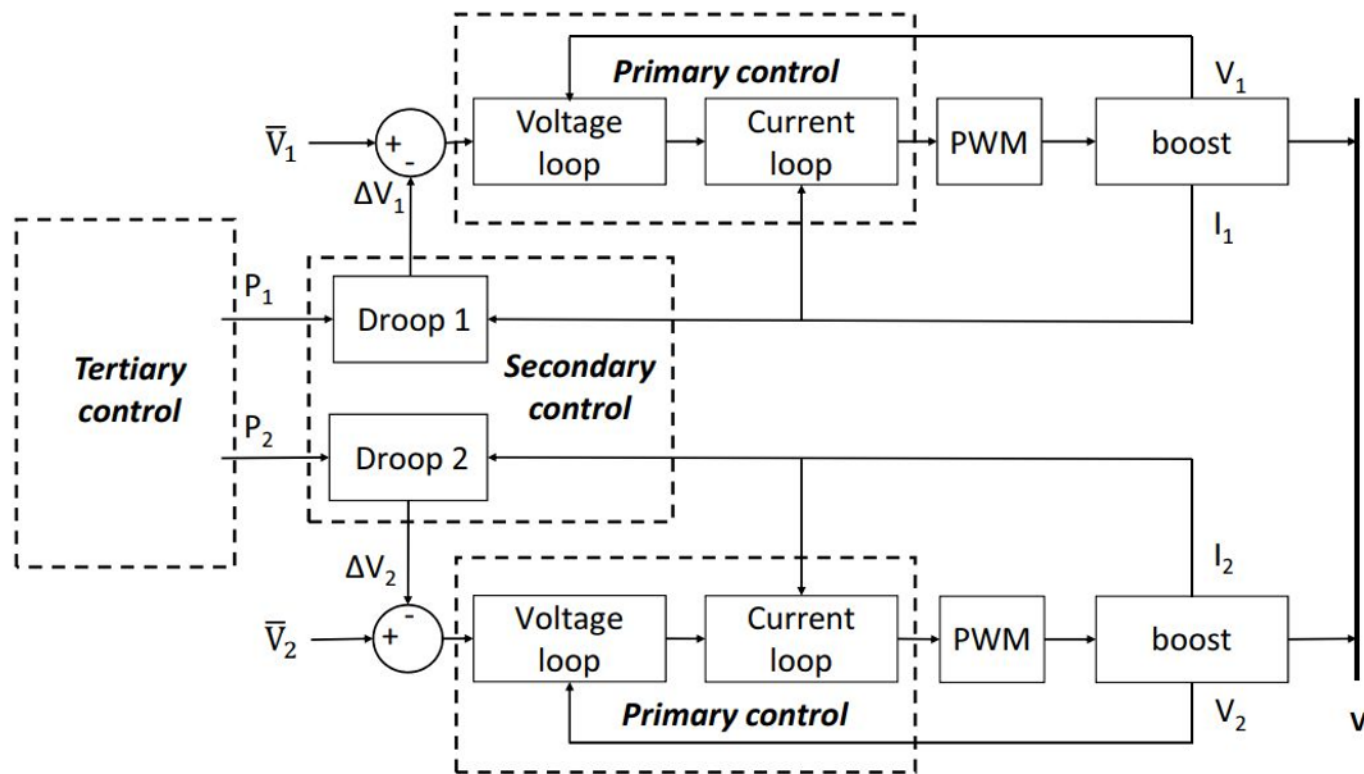 Primary control
V̅₁
+
-
Voltage
loop
Current
loop
PWM
boost
V₁
I₁
ΔV₁
P₁
Droop 1
Tertiary
control
Secondary
control
P₂
Droop 2
ΔV₂
I₂
V̅₂
-
+
Voltage
loop
Current
loop
PWM
boost
Primary control
V₂